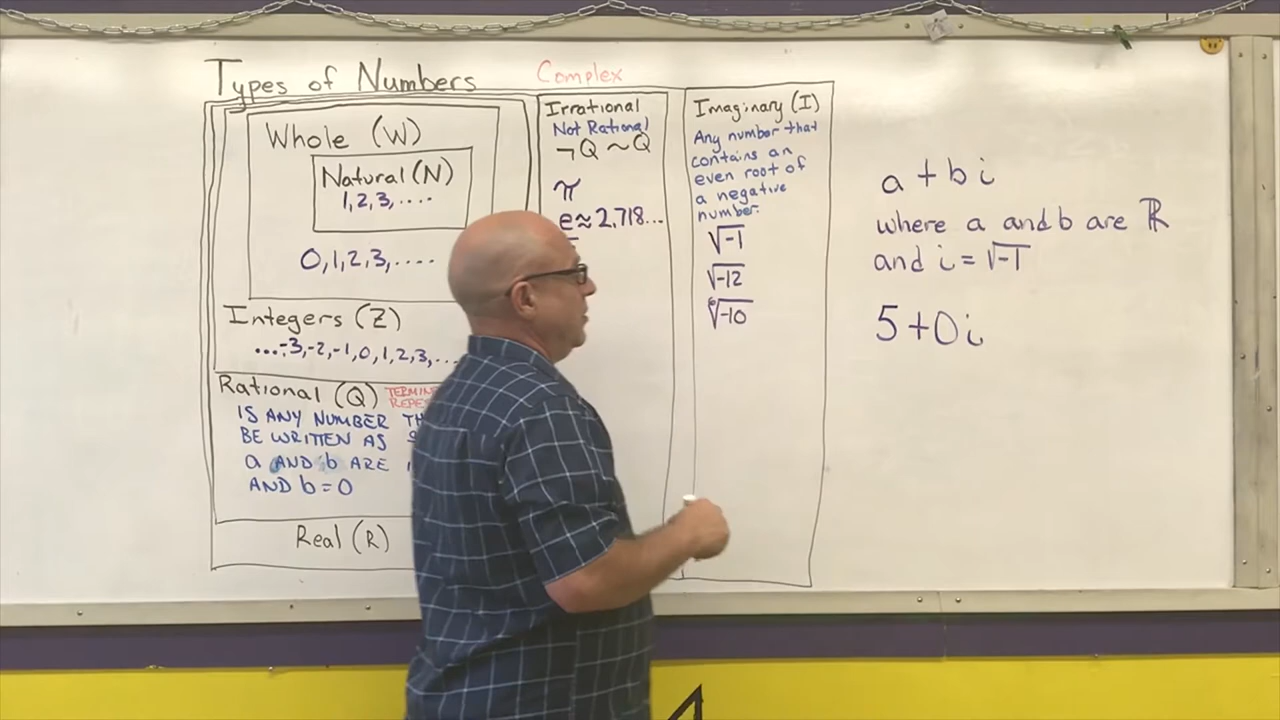 Types of Numbers
Complex
Whole (W)
Natural (N)
1, 2, 3, ....
0, 1, 2, 3, ....
Integers (Z)
...,-3, -2, -1, 0, 1, 2, 3, ...
Rational (Q)
IS ANY NUMBER
BE WRITTEN AS
a AND b ARE
AND b = 0
Real (R)
Irrational
Not Rational
¬Q ~Q
π
e ≈ 2.718...
Imaginary (I)
Any number that
contains an
even root of
a negative
number.
√-1
√-12
⁶√-10
a + bi
where a and b are ℝ
and i = √-1
5 + 0i